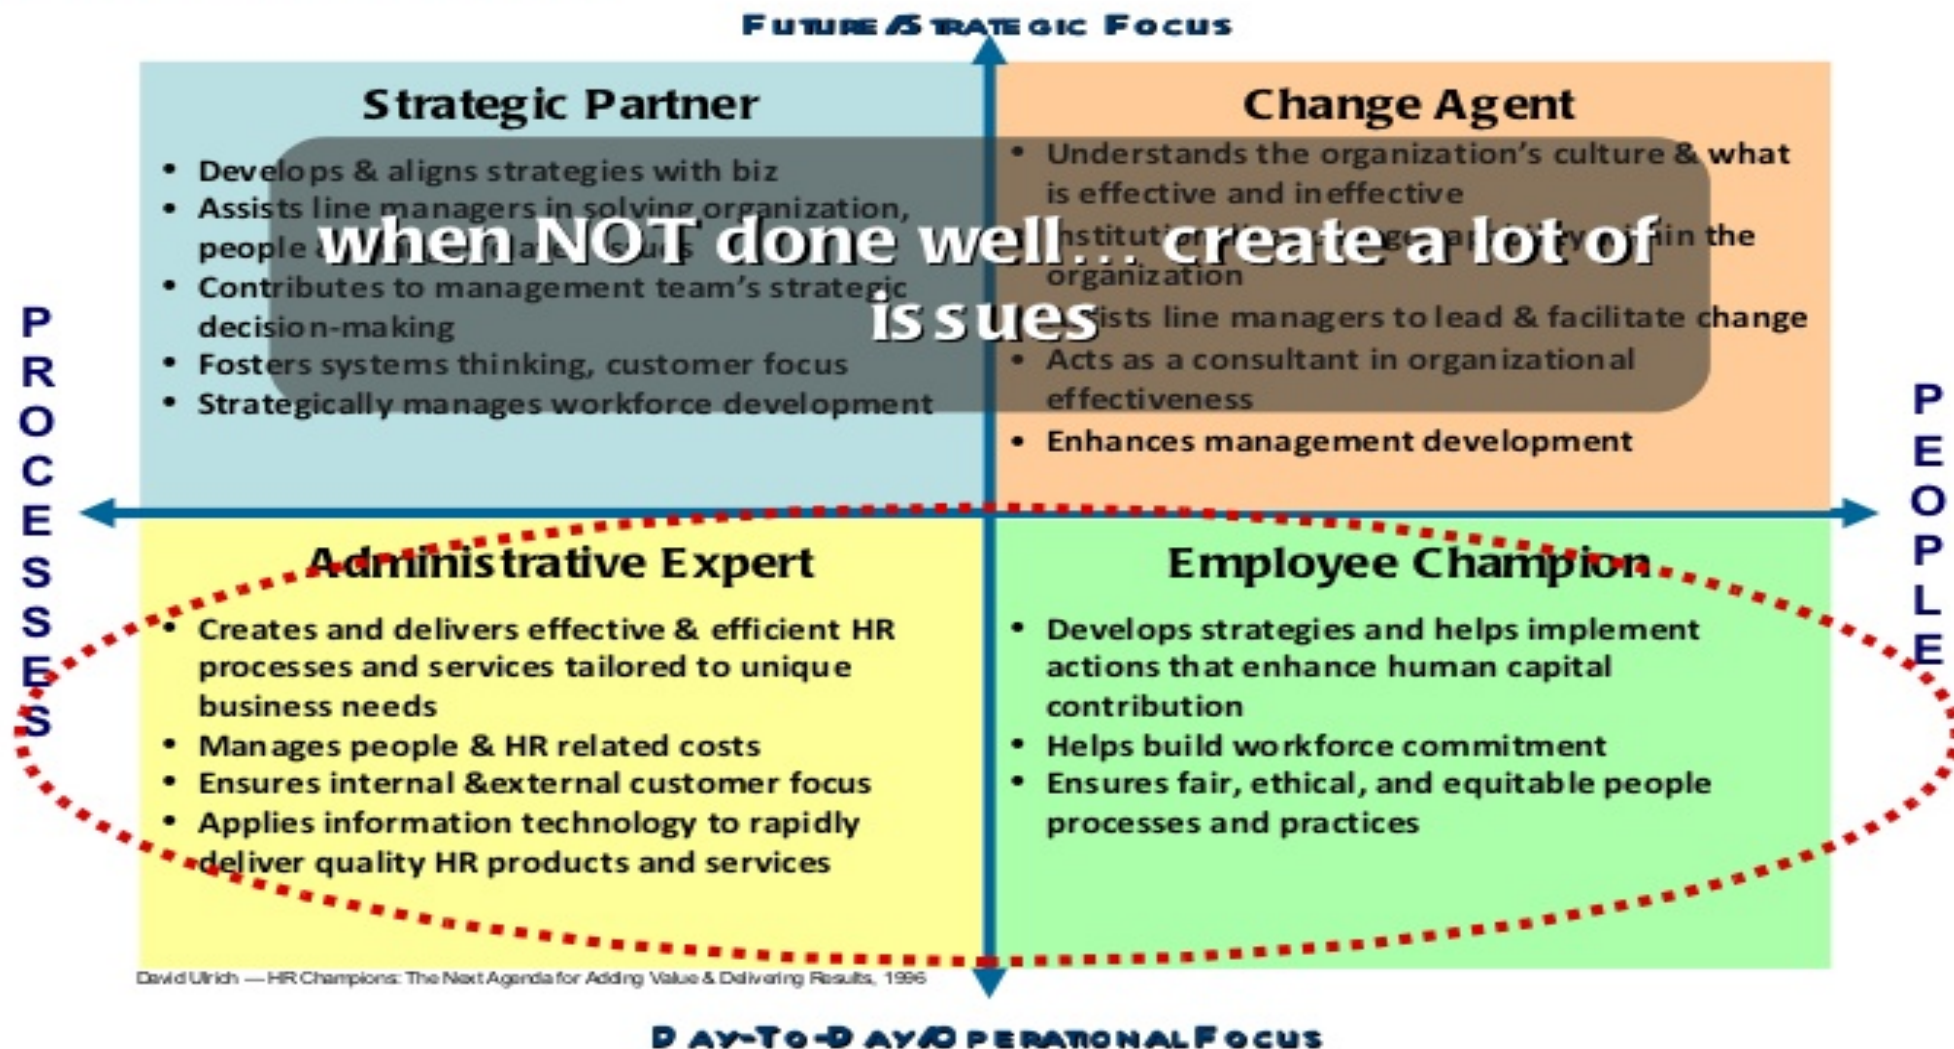 FUTURE/STRATEGIC FOCUS
Strategic Partner
• Develops & aligns strategies with biz
• Assists line managers in solving organization,
people
• Contributes to management team's strategic
decision-making
• Fosters systems thinking, customer focus
• Strategically manages workforce development
Change Agent
• Understands the organization's culture & what
is effective and ineffective
the
organization
line managers to lead & facilitate change
• Acts as a consultant in organizational
effectiveness
• Enhances management development
when NOT done well... create a lot of
issues
PROCESSES
PEOPLE
Administrative Expert
• Creates and delivers effective & efficient HR
processes and services tailored to unique
business needs
• Manages people & HR related costs
• Ensures internal &external customer focus
• Applies information technology to rapidly
deliver quality HR products and services
Employee Champion
• Develops strategies and helps implement
actions that enhance human capital
contribution
• Helps build workforce commitment
• Ensures fair, ethical, and equitable people
processes and practices
David Ulrich — HR Champions: The Next Agenda for Adding Value & Delivering Results, 1996
DAY-TO-DAY/OPERATIONAL FOCUS